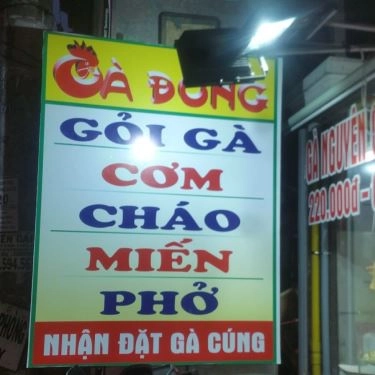 GÀ ĐÔNG
GỎI GÀ
CƠM
CHÁO
MIẾN
PHỞ
NHẬN ĐẶT GÀ CÚNG
GÀ NGUYÊN
220.000đ